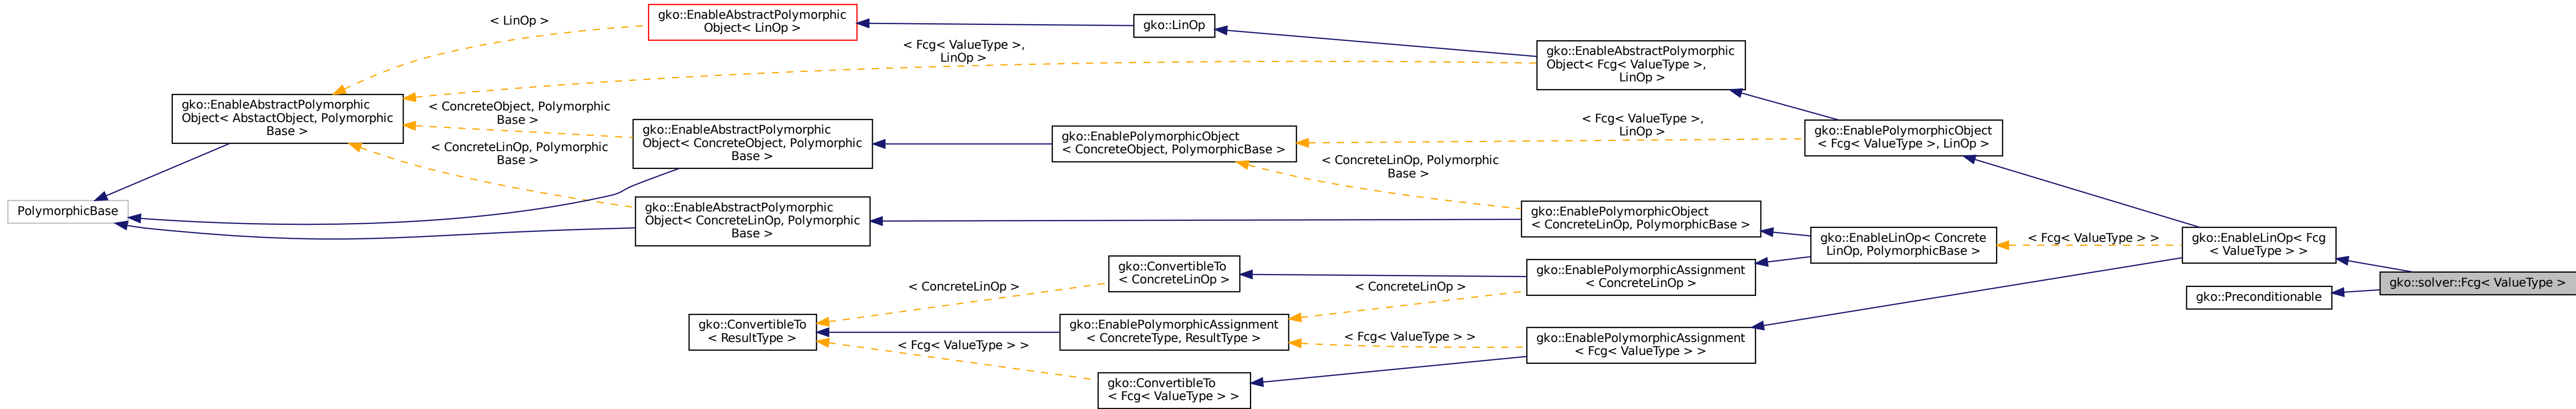 PolymorphicBase
gko::EnableAbstractPolymorphic
Object< AbstactObject, Polymorphic
Base >
< LinOp >
gko::EnableAbstractPolymorphic
Object< LinOp >
gko::LinOp
< Fcg< ValueType >,
LinOp >
gko::EnableAbstractPolymorphic
Object< Fcg< ValueType >,
LinOp >
< ConcreteObject, Polymorphic
Base >
gko::EnableAbstractPolymorphic
Object< ConcreteObject, Polymorphic
Base >
gko::EnablePolymorphicObject
< ConcreteObject, PolymorphicBase >
< Fcg< ValueType >,
LinOp >
gko::EnablePolymorphicObject
< Fcg< ValueType >, LinOp >
< ConcreteLinOp, Polymorphic
Base >
gko::EnableAbstractPolymorphic
Object< ConcreteLinOp, Polymorphic
Base >
< ConcreteLinOp, Polymorphic
Base >
gko::EnablePolymorphicObject
< ConcreteLinOp, PolymorphicBase >
gko::EnableLinOp< Concrete
LinOp, PolymorphicBase >
< Fcg< ValueType > >
gko::EnableLinOp< Fcg
< ValueType > >
gko::solver::Fcg< ValueType >
gko::Preconditionable
gko::ConvertibleTo
< ConcreteLinOp >
gko::EnablePolymorphicAssignment
< ConcreteLinOp >
< ConcreteLinOp >
< ConcreteLinOp >
gko::ConvertibleTo
< ResultType >
gko::EnablePolymorphicAssignment
< ConcreteType, ResultType >
< Fcg< ValueType > >
< Fcg< ValueType > >
gko::EnablePolymorphicAssignment
< Fcg< ValueType > >
gko::ConvertibleTo
< Fcg< ValueType > >